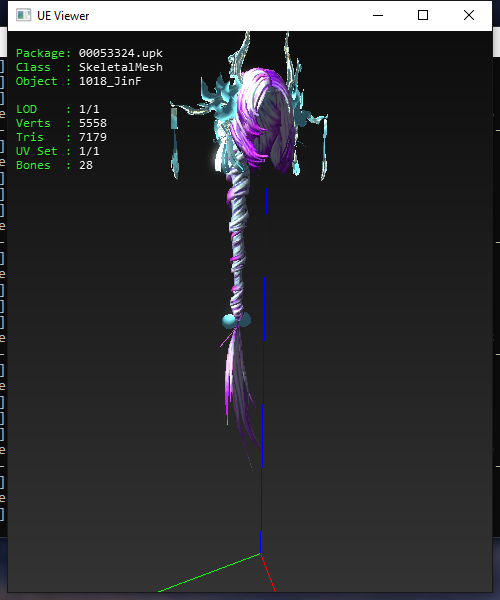 UE Viewer
Package: 00053324.upk
Class  : SkeletalMesh
Object : 1018_JinF
LOD    : 1/1
Verts  : 5558
Tris   : 7179
UV Set : 1/1
Bones  : 28